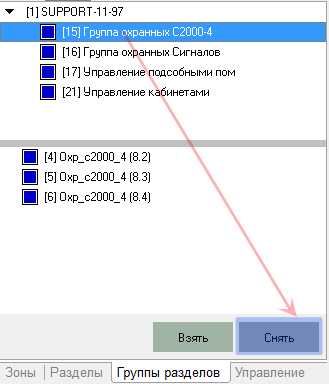 [1] SUPPORT-11-97
[15] Группа охранных С2000-4
[16] Группа охранных Сигналов
[17] Управление подсобными пом
[21] Управление кабинетами
[4] Охр_с2000_4 (8.2)
[5] Охр_с2000_4 (8.3)
[6] Охр_с2000_4 (8.4)
Взять Снять
Зоны Разделы Группы разделов Управление